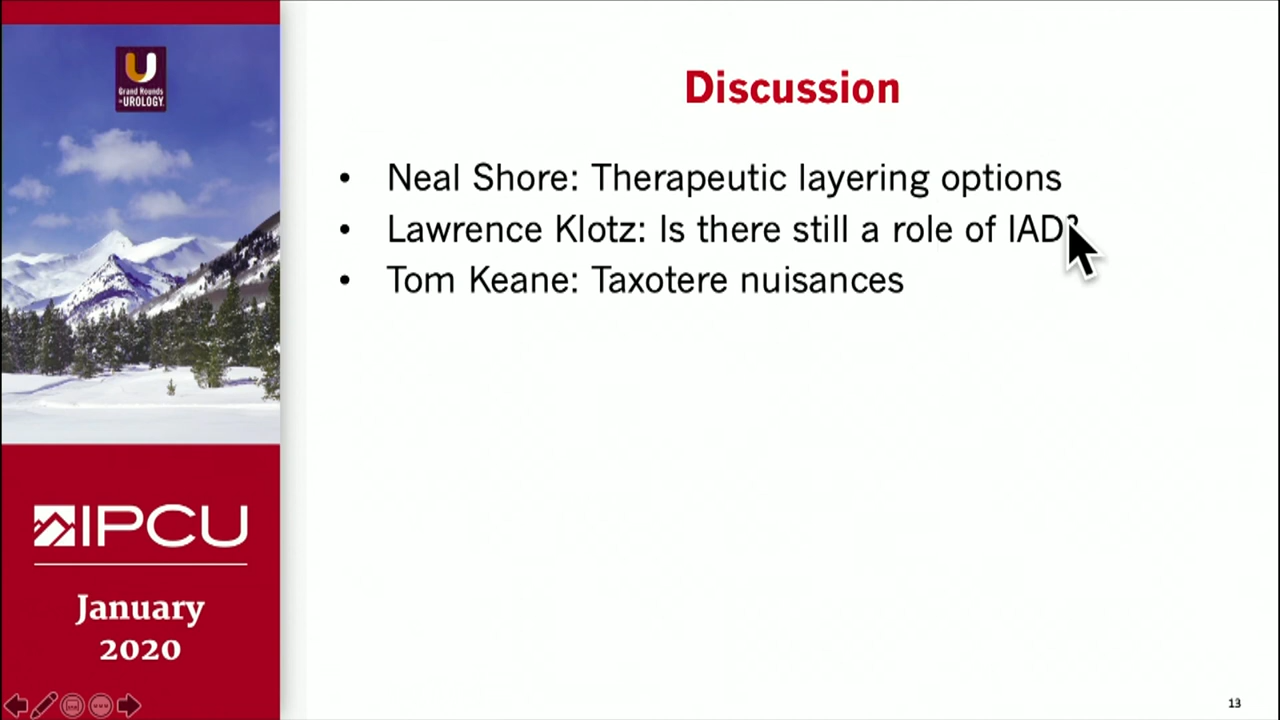 Grand Rounds
in UROLOGY
IPCU
January
2020
Discussion
• Neal Shore: Therapeutic layering options
• Lawrence Klotz: Is there still a role of IAD?
• Tom Keane: Taxotere nuisances
13